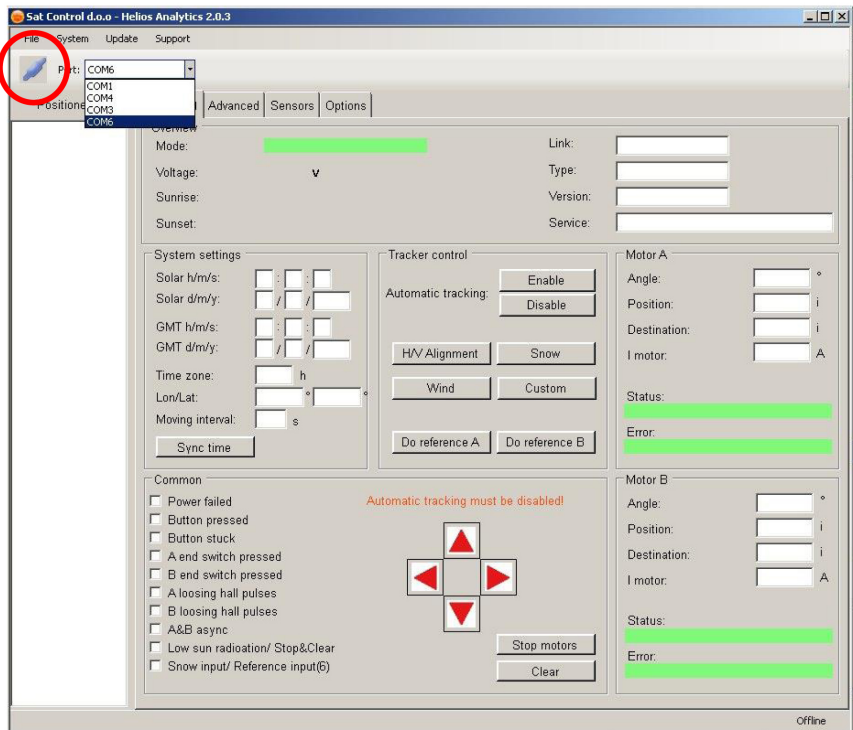 Sat Control d.o.o - Helios Analytics 2.0.3
File System Update Support
Port: COM6
COM1
COM4
COM3
COM6
Positione Advanced Sensors Options
Overview
Mode:
Link:
Voltage: V
Type:
Sunrise:
Version:
Sunset:
Service:
System settings
Solar h/m/s: : :
Solar d/m/y: / /
GMT h/m/s: : :
GMT d/m/y: / /
Time zone: h
Lon/Lat: ° °
Moving interval: s
Sync time
Tracker control
Automatic tracking:
Enable
Disable
H/V Alignment Snow
Wind Custom
Do reference A Do reference B
Motor A
Angle: °
Position: i
Destination: i
I motor: A
Status:
Error:
Common
Power failed
Button pressed
Button stuck
A end switch pressed
B end switch pressed
A loosing hall pulses
B loosing hall pulses
A&B async
Low sun radioation/ Stop&Clear
Snow input/ Reference input(6)
Automatic tracking must be disabled!
Stop motors
Clear
Motor B
Angle: °
Position: i
Destination: i
I motor: A
Status:
Error:
Offline